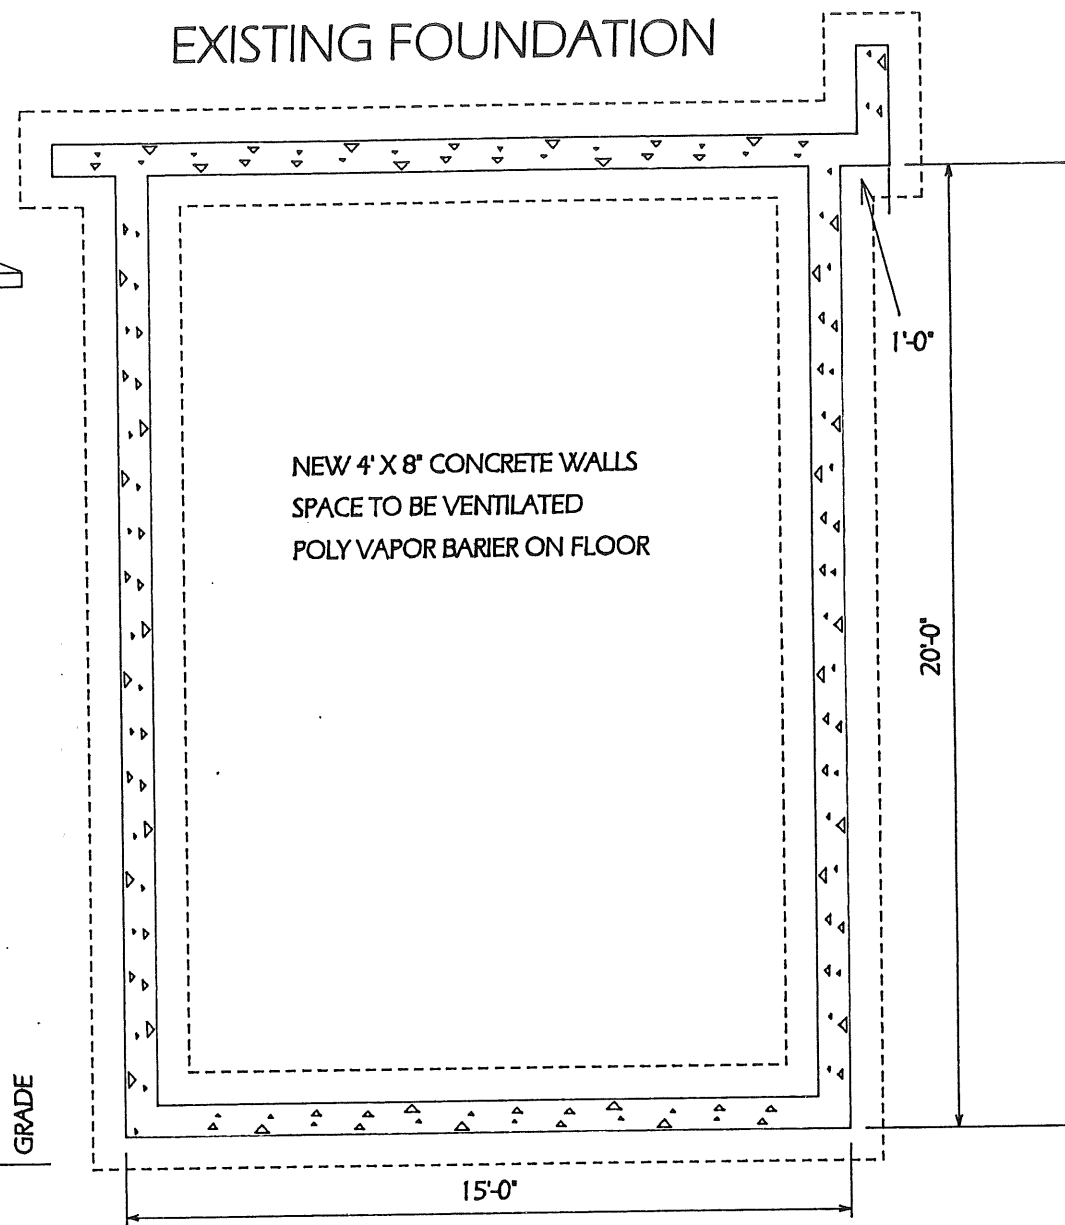 EXISTING FOUNDATION
1'-0"
NEW 4' X 8" CONCRETE WALLS
SPACE TO BE VENTILATED
POLY VAPOR BARIER ON FLOOR
20'-0"
GRADE
15'-0"